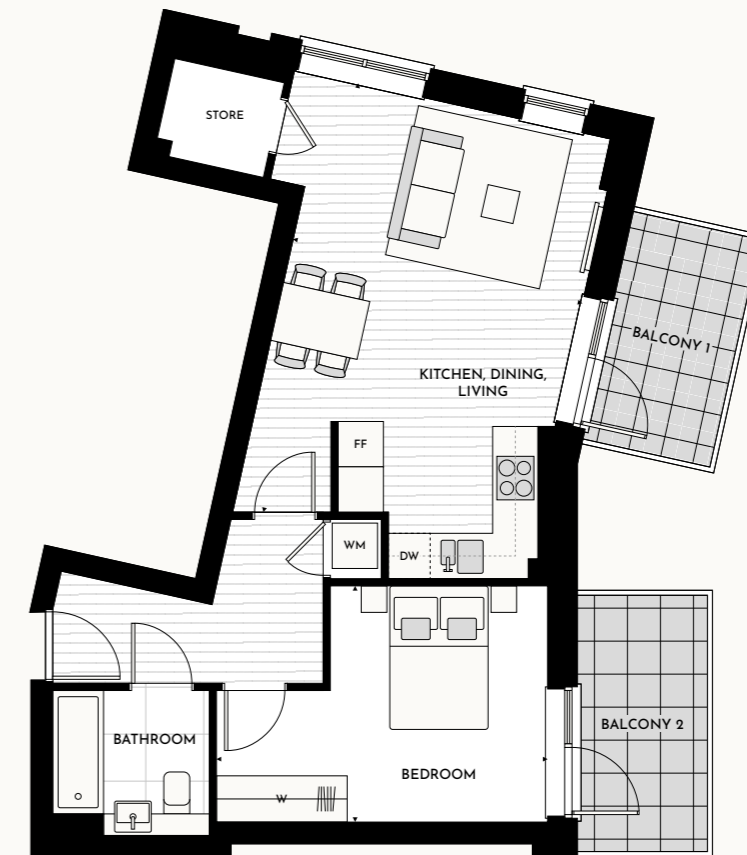 STORE
BALCONY 1
KITCHEN, DINING,
LIVING
FF
WM
DW
BATHROOM
BALCONY 2
BEDROOM
W